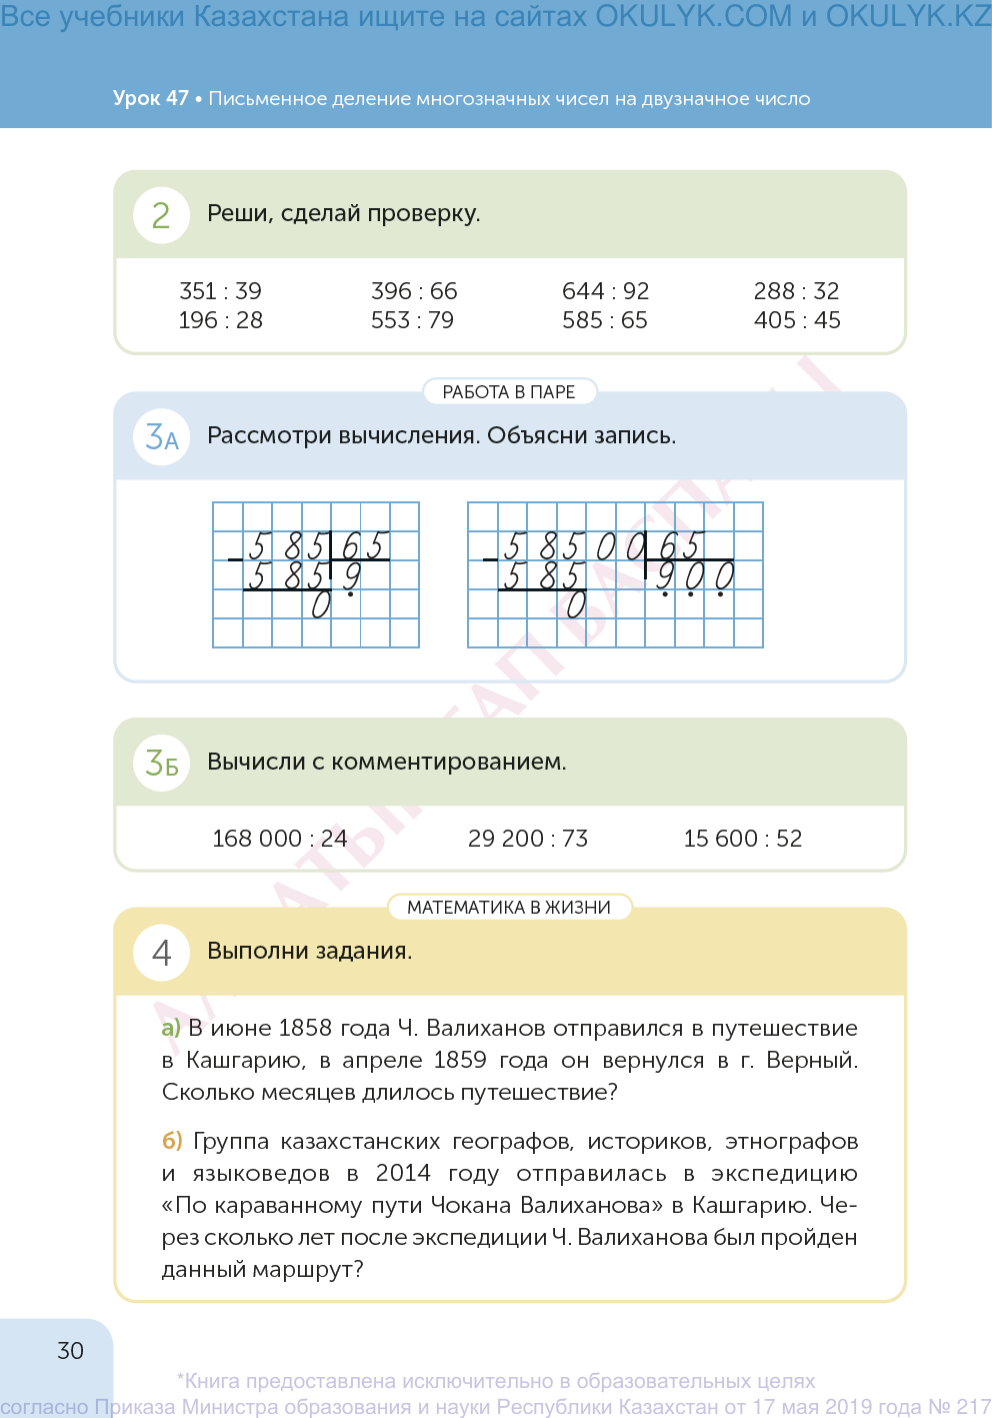 Все учебники Казахстана ищите на сайтах OKULYK.COM и OKULYK.KZ
Урок 47 • Письменное деление многозначных чисел на двузначное число
2 Реши, сделай проверку.
351 : 39 396 : 66 644 : 92 288 : 32
196 : 28 553 : 79 585 : 65 405 : 45
РАБОТА В ПАРЕ
3А Рассмотри вычисления. Объясни запись.
585 65 58500 65
585 9 585 900
0 0
3Б Вычисли с комментированием.
168 000 : 24 29 200 : 73 15 600 : 52
МАТЕМАТИКА В ЖИЗНИ
4 Выполни задания.
а) В июне 1858 года Ч. Валиханов отправился в путешествие
в Кашгарию, в апреле 1859 года он вернулся в г. Верный.
Сколько месяцев длилось путешествие?
б) Группа казахстанских географов, историков, этнографов
и языковедов в 2014 году отправилась в экспедицию
«По караванному пути Чокана Валиханова» в Кашгарию. Че-
рез сколько лет после экспедиции Ч. Валиханова был пройден
данный маршрут?
30
*Книга предоставлена исключительно в образовательных целях
согласно Приказа Министра образования и науки Республики Казахстан от 17 мая 2019 года № 217